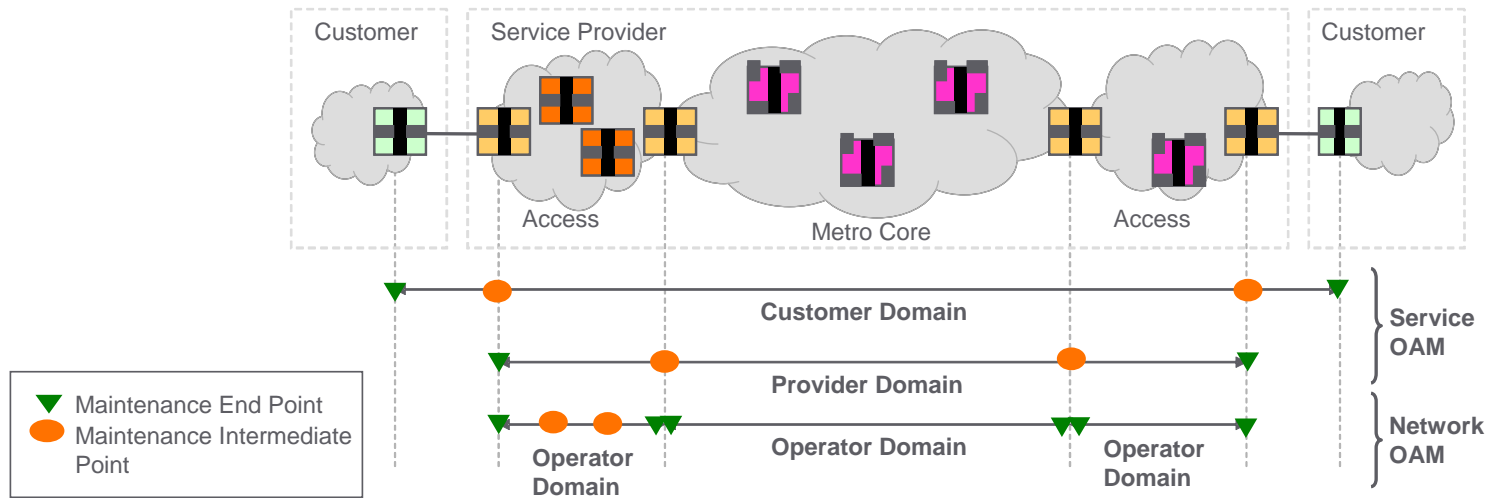 Customer
Service Provider
Customer
Access
Metro Core
Access
Customer Domain
Service
OAM
Provider Domain
Maintenance End Point
Maintenance Intermediate
Point
Operator
Domain
Operator Domain
Operator
Domain
Network
OAM